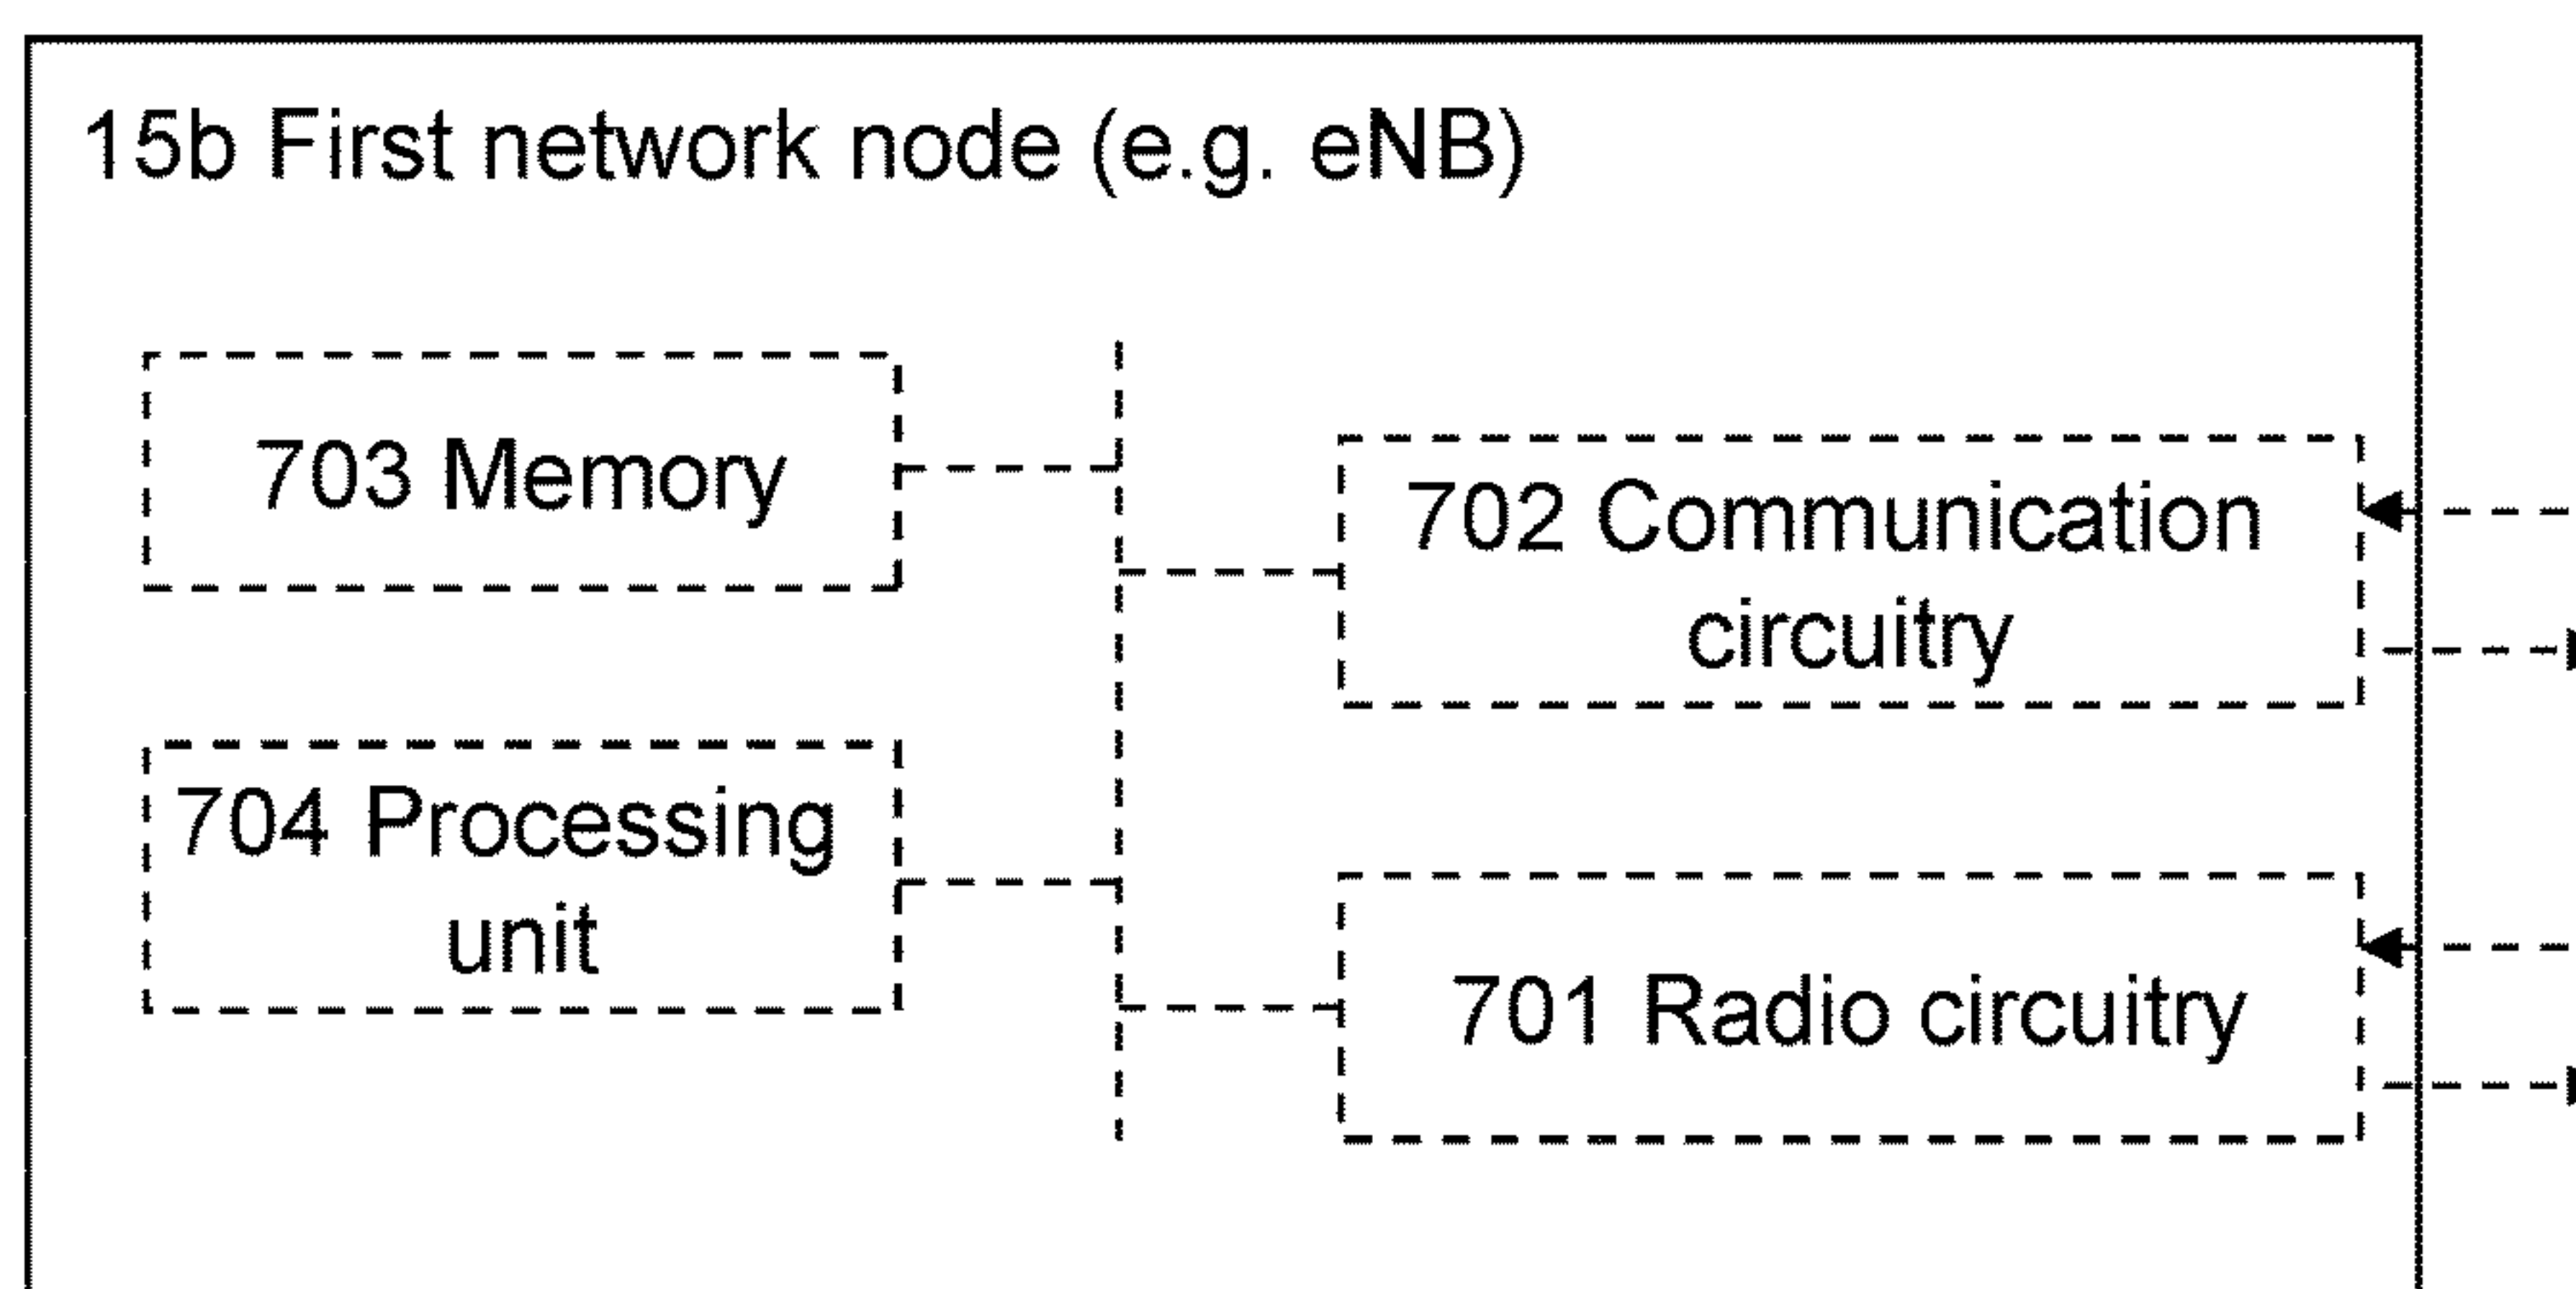 15b First network node (e.g. eNB)
703 Memory
702 Communication
circuitry
704 Processing
unit
701 Radio circuitry